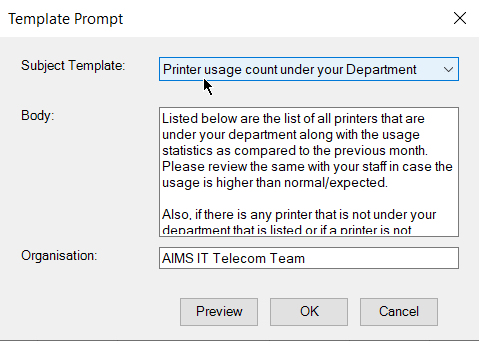 Template Prompt
Subject Template:
Printer usage count under your Department
Body:
Listed below are the list of all printers that are
under your department along with the usage
statistics as compared to the previous month.
Please review the same with your staff in case the
usage is higher than normal/expected.
Also, if there is any printer that is not under your
department that is listed or if a printer is not
Organisation:
AIMS IT Telecom Team
Preview
OK
Cancel